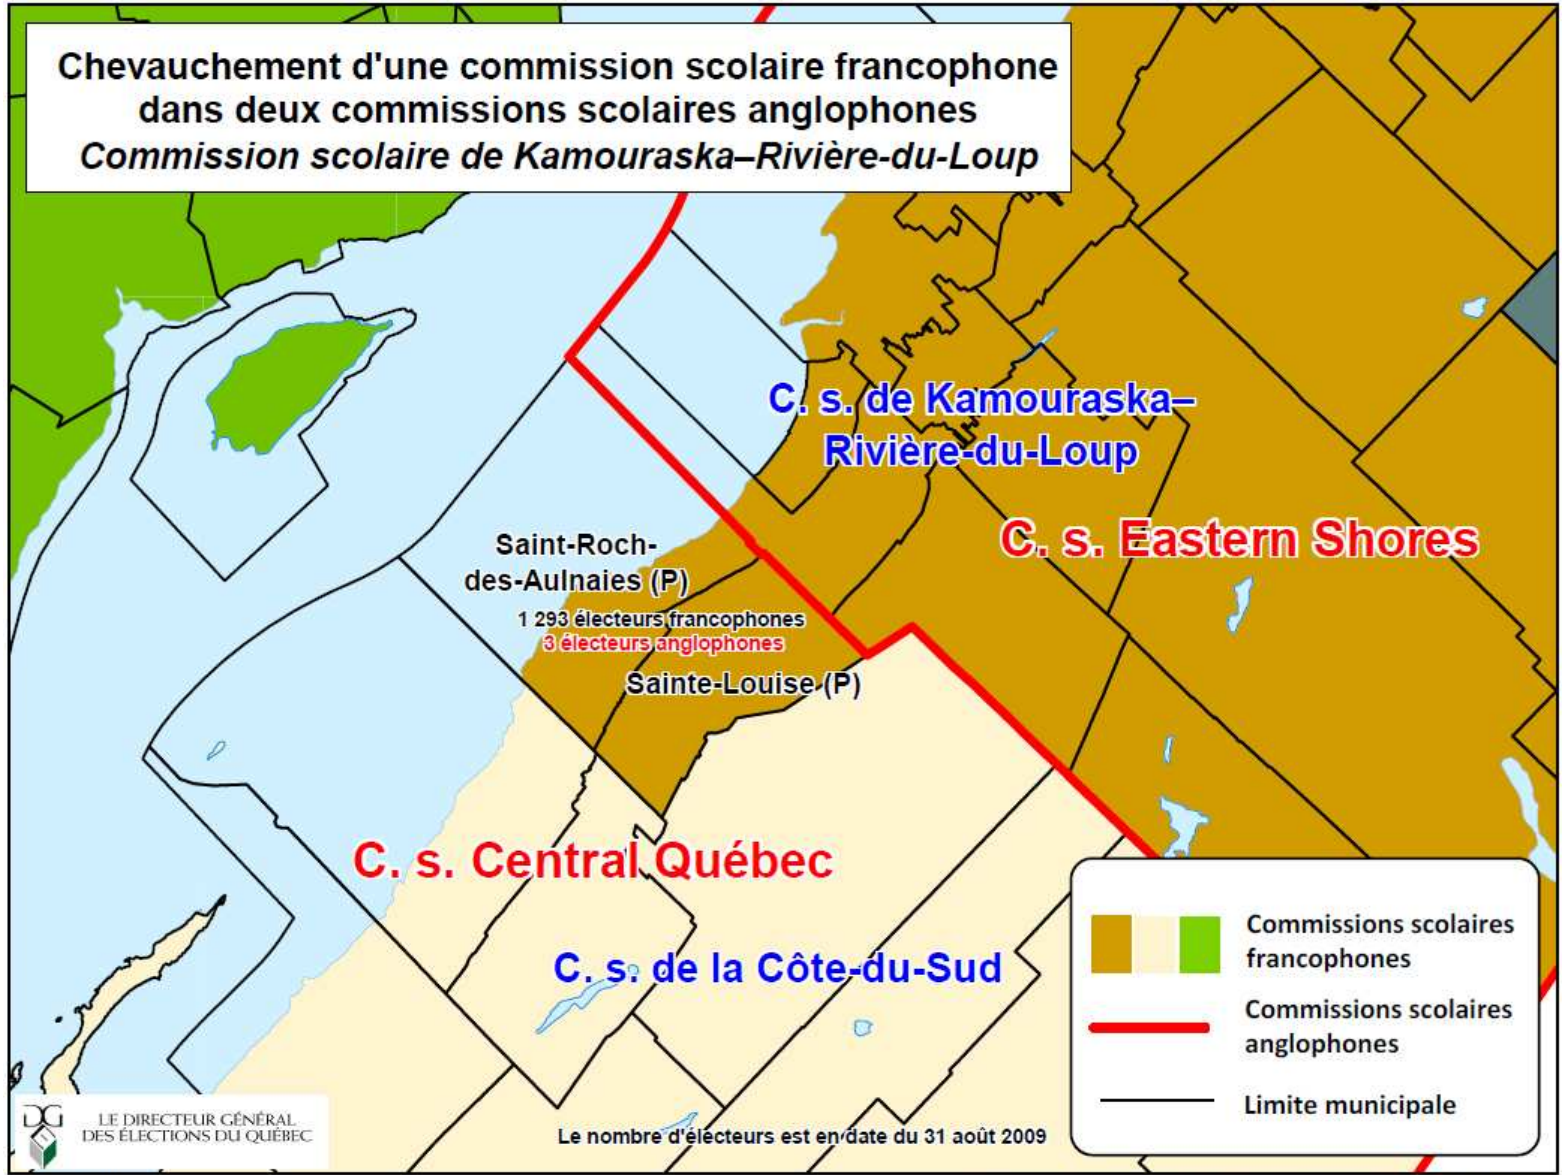 Chevauchement d'une commission scolaire francophone
dans deux commissions scolaires anglophones
Commission scolaire de Kamouraska–Rivière-du-Loup
C. s. de Kamouraska–
Rivière-du-Loup
C. s. Eastern Shores
Saint-Roch-
des-Aulnaies (P)
1 293 électeurs francophones
3 électeurs anglophones
Sainte-Louise (P)
C. s. Central Québec
C. s. de la Côte-du-Sud
Commissions scolaires
francophones
Commissions scolaires
anglophones
Limite municipale
DG
LE DIRECTEUR GÉNÉRAL
DES ÉLECTIONS DU QUÉBEC
Le nombre d'électeurs est en date du 31 août 2009